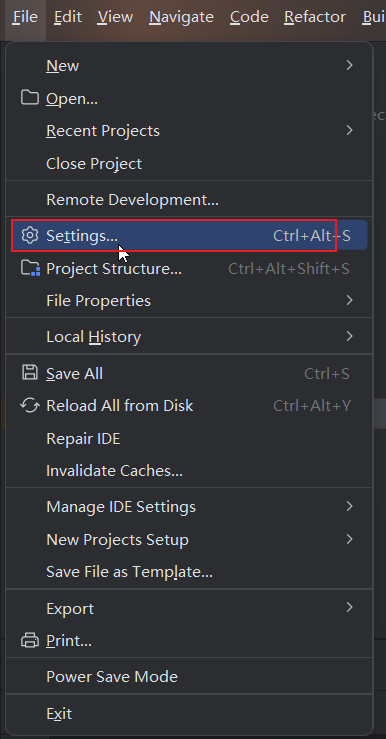 File Edit View Navigate Code Refactor Bui
New
ec
Open...
Recent Projects
Close Project
Remote Development...
Settings... Ctrl+Alt+S
Project Structure... Ctrl+Alt+Shift+S
File Properties
Local History
Save All Ctrl+S
Reload All from Disk Ctrl+Alt+Y
Repair IDE
Invalidate Caches...
Manage IDE Settings
New Projects Setup
Save File as Template...
Export
Print...
Power Save Mode
Exit